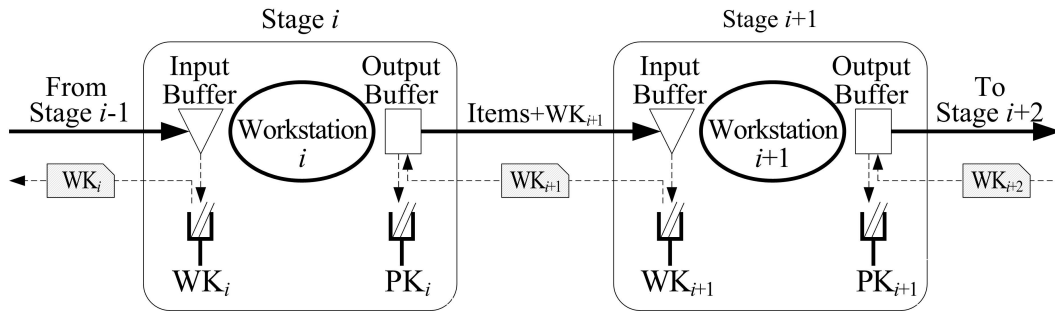 Stage i
Stage i+1
From
Stage i-1
Input
Buffer
Workstation
i
Output
Buffer
Items+WKi+1
Input
Buffer
Workstation
i+1
Output
Buffer
To
Stage i+2
WKi
WKi+1
WKi+2
WKi
PKi
WKi+1
PKi+1